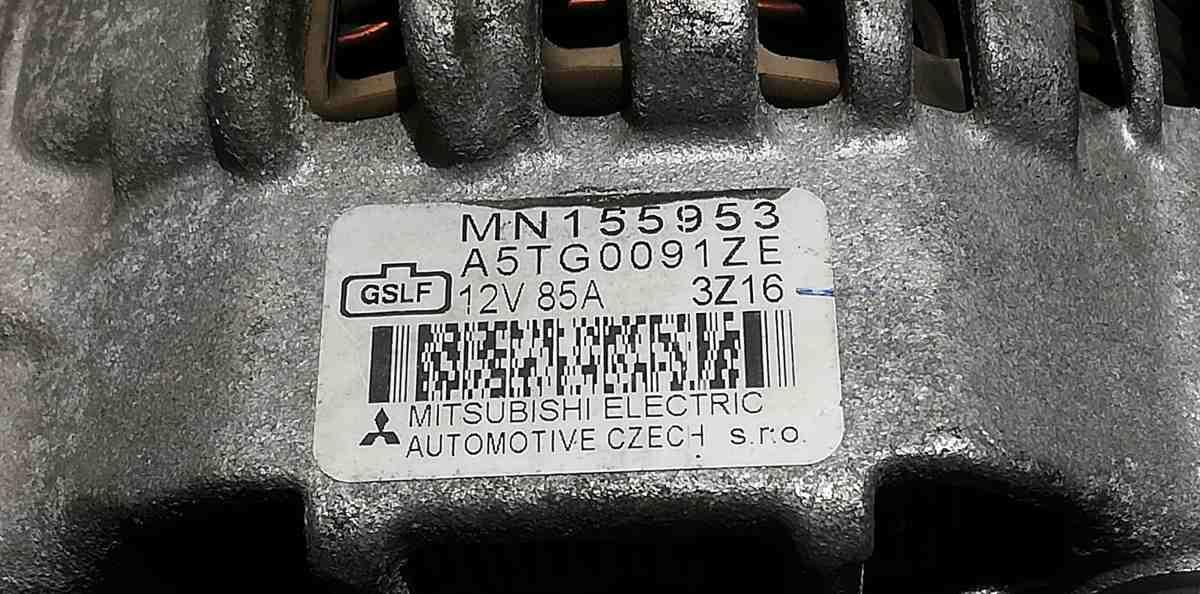 MN155953
A5TG0091ZE
GSLF 12V 85A 3Z16
MITSUBISHI ELECTRIC
AUTOMOTIVE CZECH s.r.o.